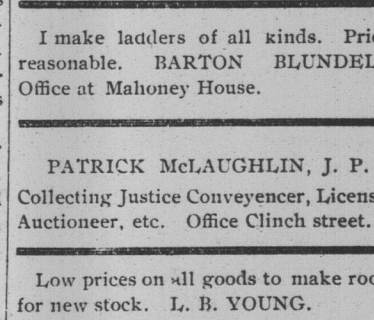 I make ladders of all kinds. Pric
reasonable. BARTON BLUNDEL
Office at Mahoney House.
PATRICK McLAUGHLIN, J. P.
Collecting Justice Conveyencer, Licens
Auctioneer, etc. Office Clinch street.
Low prices on all goods to make roo
for new stock. L. B. YOUNG.